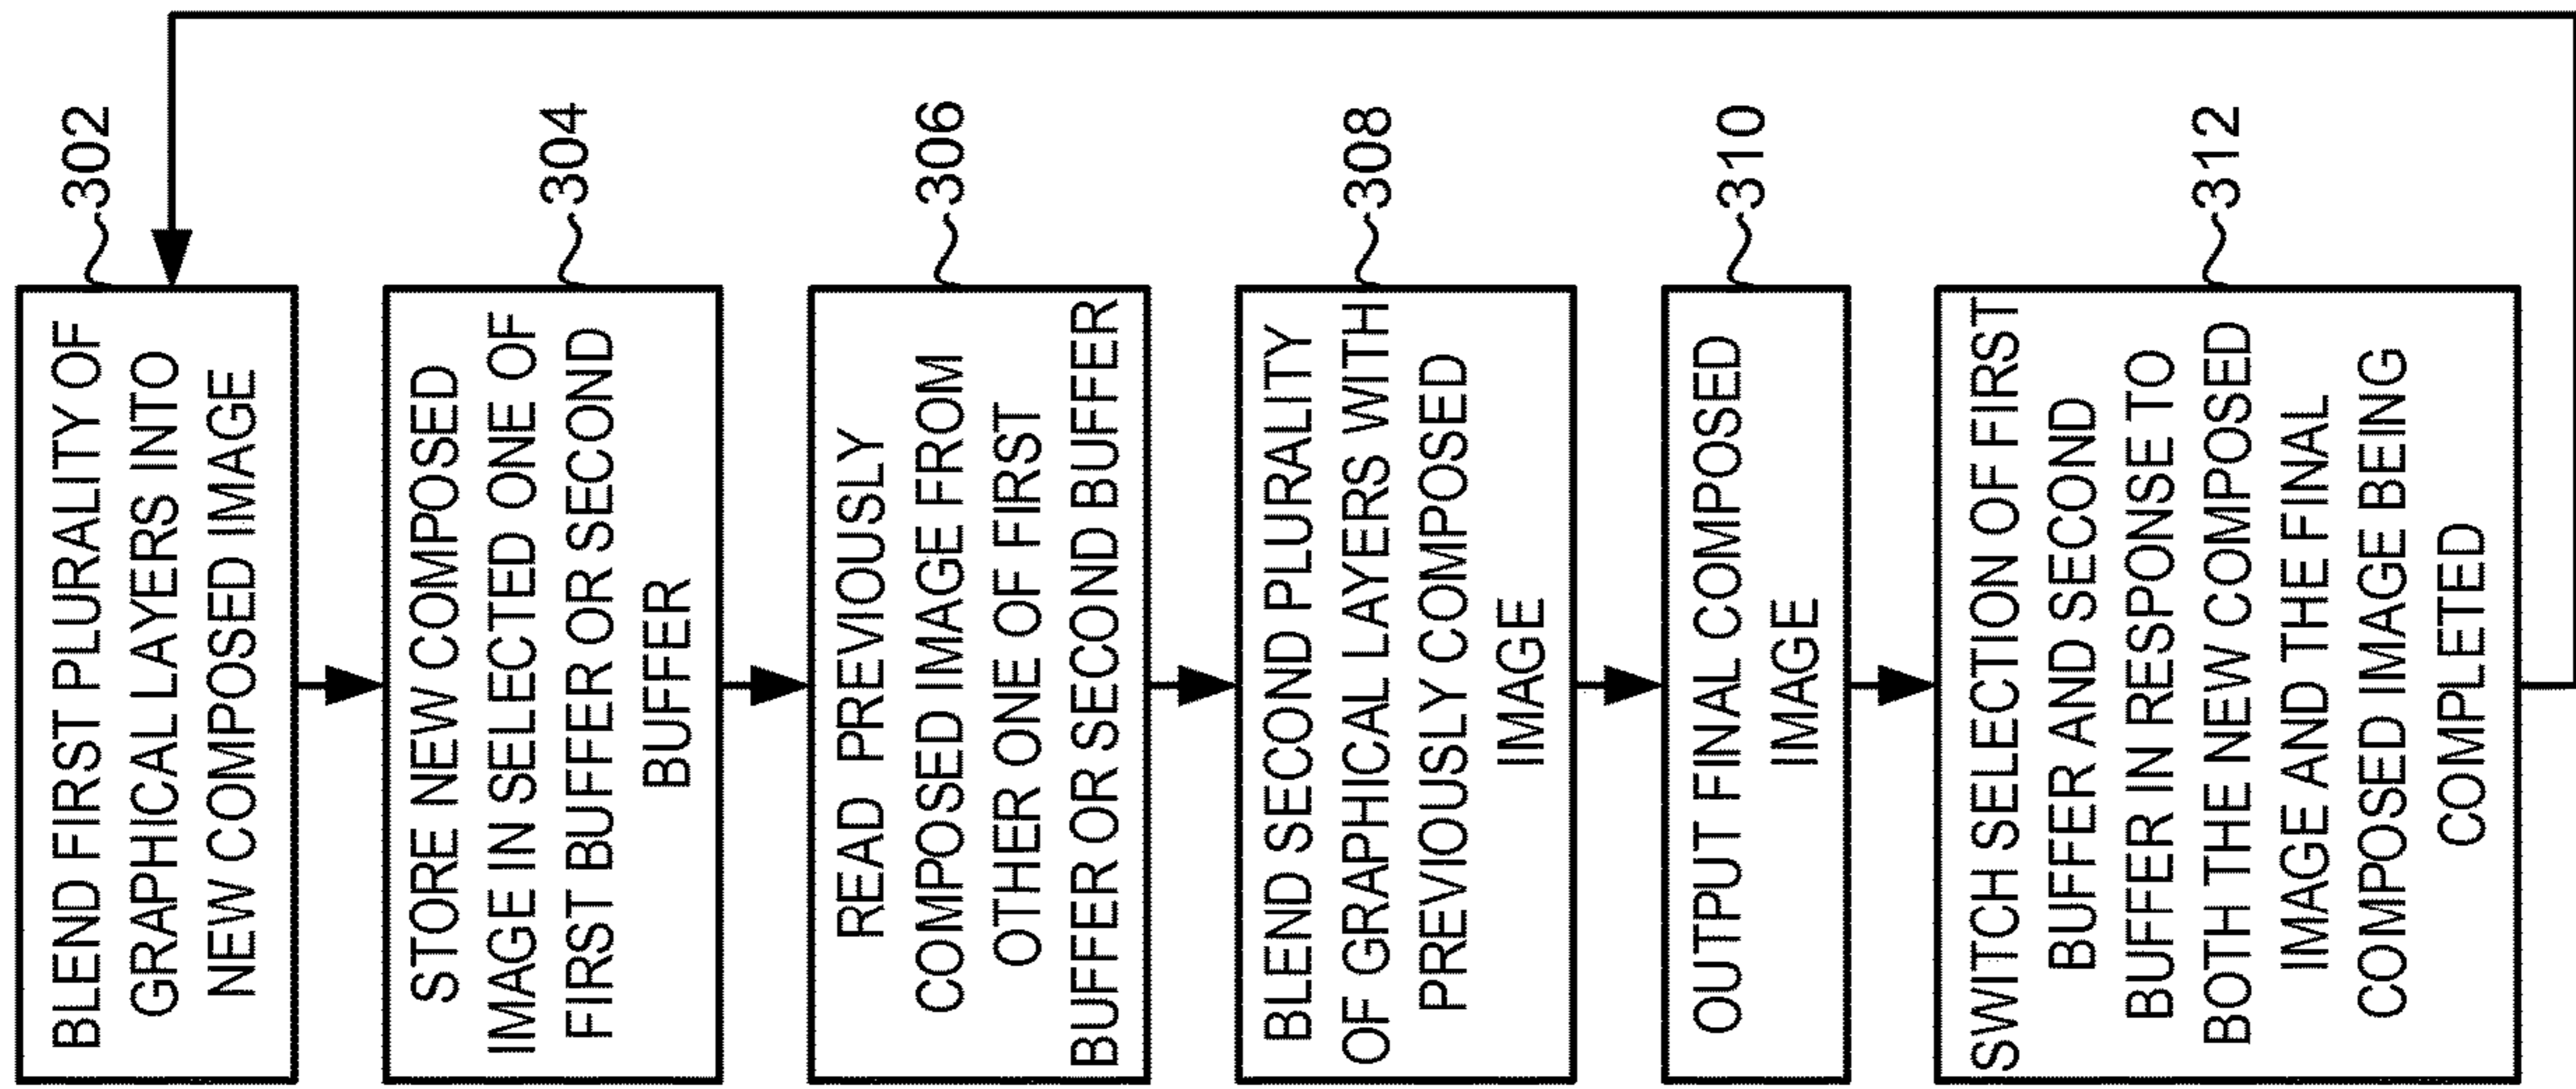 BLEND FIRST PLURALITY OF
GRAPHICAL LAYERS INTO
NEW COMPOSED IMAGE
302
STORE NEW COMPOSED
IMAGE IN SELECTED ONE OF
FIRST BUFFER OR SECOND
BUFFER
304
READ PREVIOUSLY
COMPOSED IMAGE FROM
OTHER ONE OF FIRST
BUFFER OR SECOND BUFFER
306
BLEND SECOND PLURALITY
OF GRAPHICAL LAYERS WITH
PREVIOUSLY COMPOSED
IMAGE
308
OUTPUT FINAL COMPOSED
IMAGE
310
SWITCH SELECTION OF FIRST
BUFFER AND SECOND
BUFFER IN RESPONSE TO
BOTH THE NEW COMPOSED
IMAGE AND THE FINAL
COMPOSED IMAGE BEING
COMPLETED
312